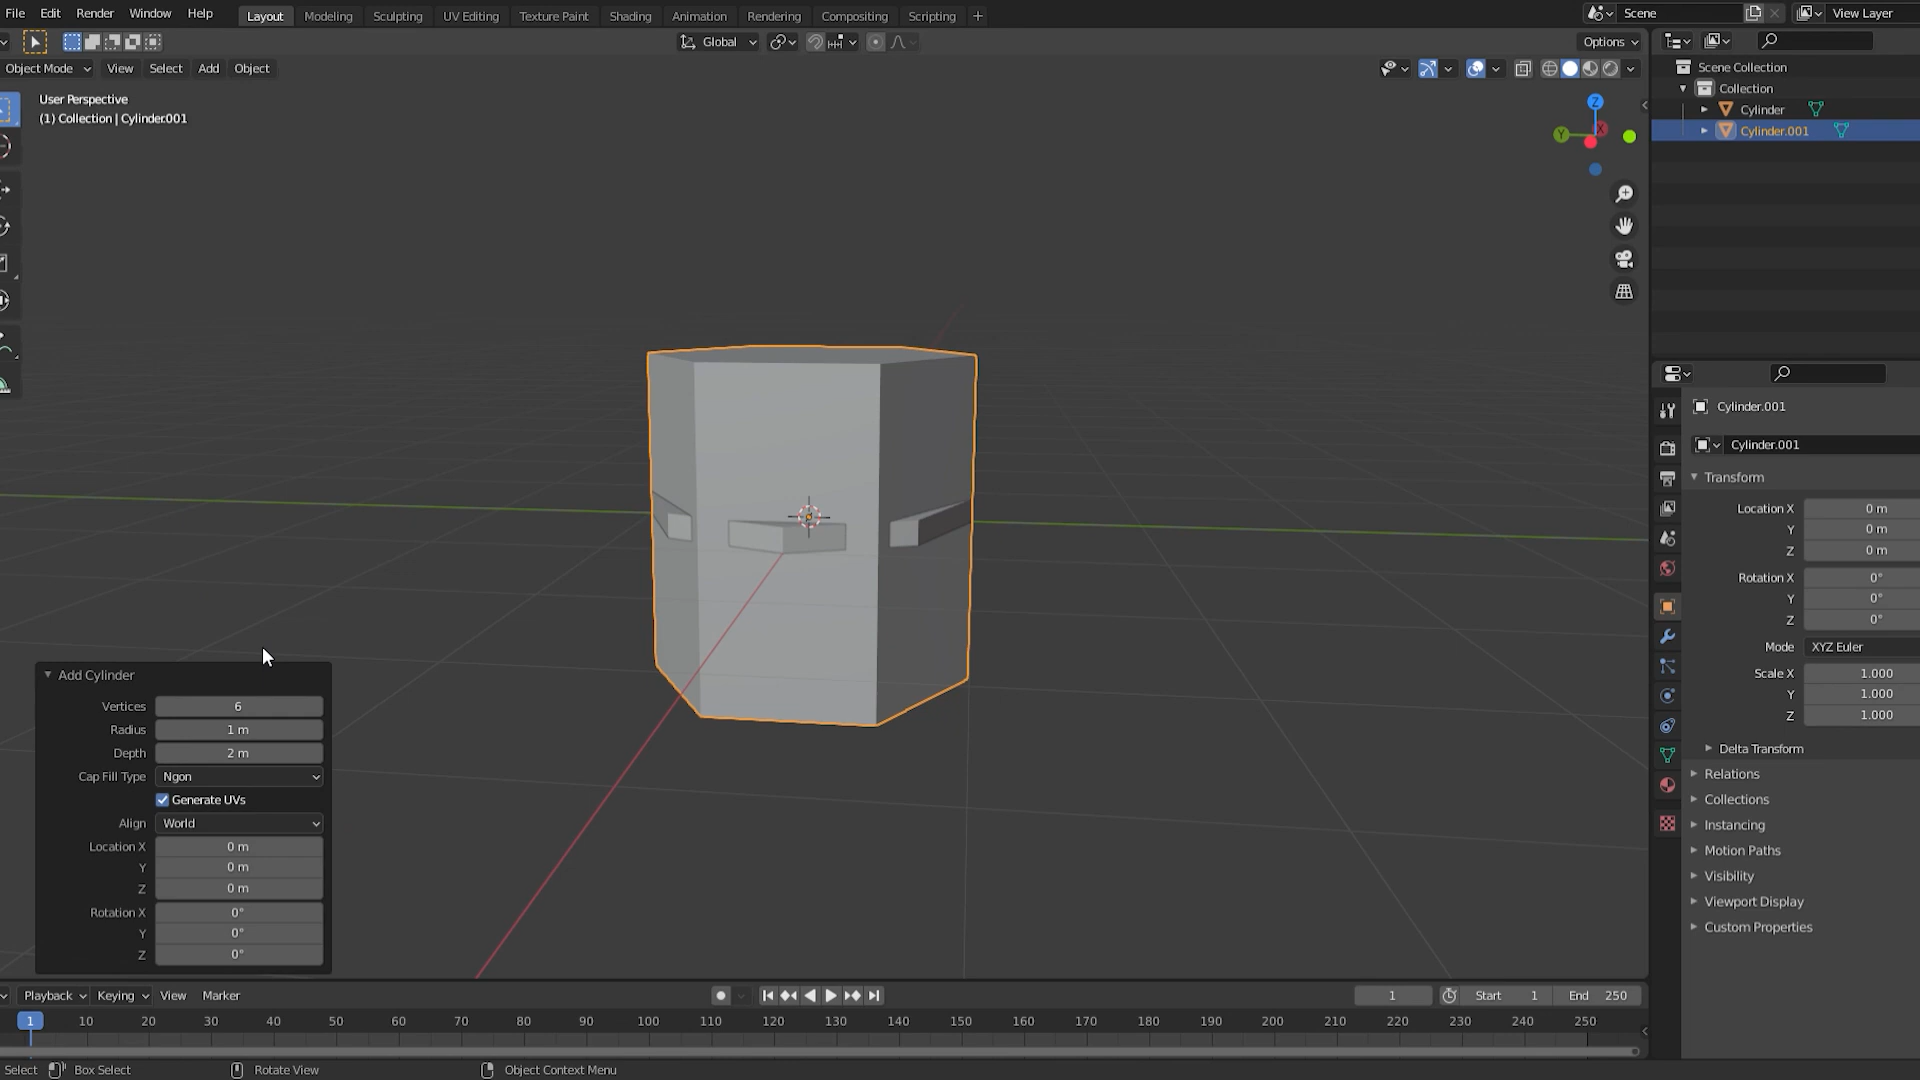 File Edit Render Window Help Layout Modeling Sculpting UV Editing Texture Paint Shading Animation Rendering Compositing Scripting + Scene View Layer
Global Options
Object Mode View Select Add Object
User Perspective
(1) Collection | Cylinder.001
Z
Y X
Scene Collection
Collection
Cylinder
Cylinder.001
Cylinder.001
Cylinder.001
Transform
Location X 0 m
Y 0 m
Z 0 m
Rotation X 0°
Y 0°
Z 0°
Mode XYZ Euler
Scale X 1.000
Y 1.000
Z 1.000
Delta Transform
Relations
Collections
Instancing
Motion Paths
Visibility
Viewport Display
Custom Properties
Add Cylinder
Vertices 6
Radius 1 m
Depth 2 m
Cap Fill Type Ngon
Generate UVs
Align World
Location X 0 m
Y 0 m
Z 0 m
Rotation X 0°
Y 0°
Z 0°
Playback Keying View Marker 1 Start 1 End 250
1 10 20 30 40 50 60 70 80 90 100 110 120 130 140 150 160 170 180 190 200 210 220 230 240 250
Select Box Select Rotate View Object Context Menu